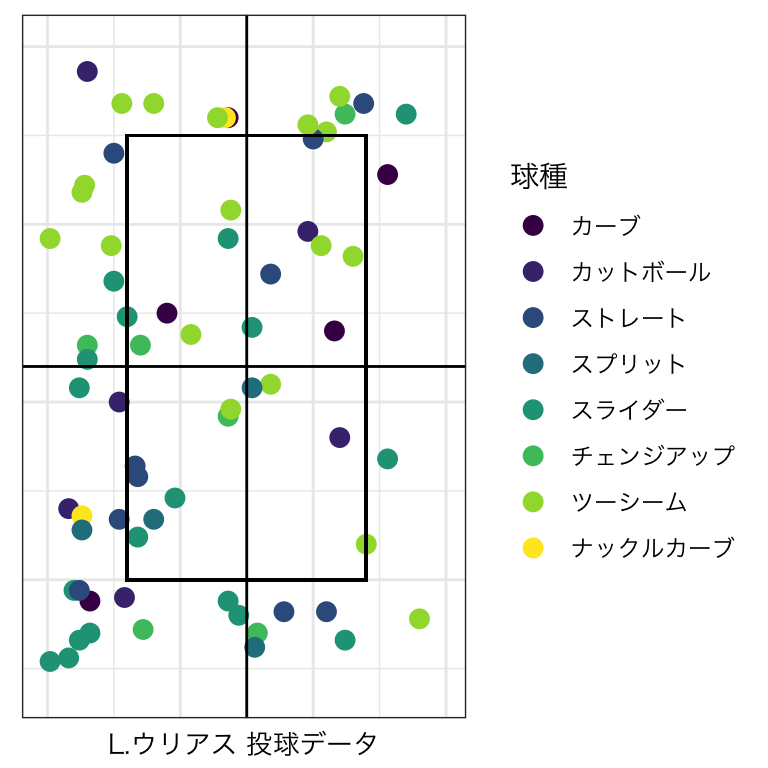 球種
カーブ
カットボール
ストレート
スプリット
スライダー
チェンジアップ
ツーシーム
ナックルカーブ
L.ウリアス 投球データ